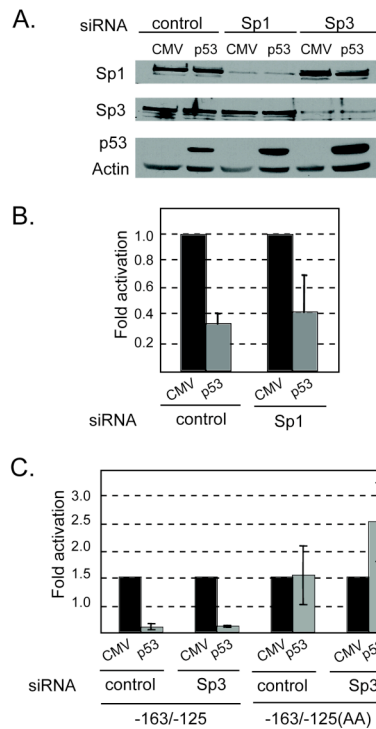 A.
siRNA control Sp1 Sp3
CMV p53 CMV p53 CMV p53
Sp1
Sp3
p53
Actin
B.
Fold activation
1.0
0.8
0.6
0.4
0.2
CMV p53 CMV p53
siRNA control Sp1
C.
Fold activation
3.0
2.5
2.0
1.5
1.0
CMV p53 CMV p53 CMV p53 CMV p53
siRNA control Sp3 control Sp3
-163/-125 -163/-125(AA)